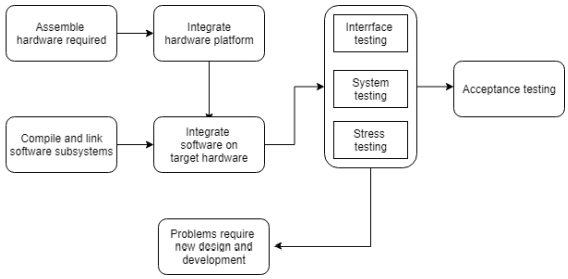 Assemble
hardware required
Integrate
hardware platform
Interrface
testing
System
testing
Stress
testing
Acceptance testing
Compile and link
software subsystems
Integrate
software on
target hardware
Problems require
new design and
development